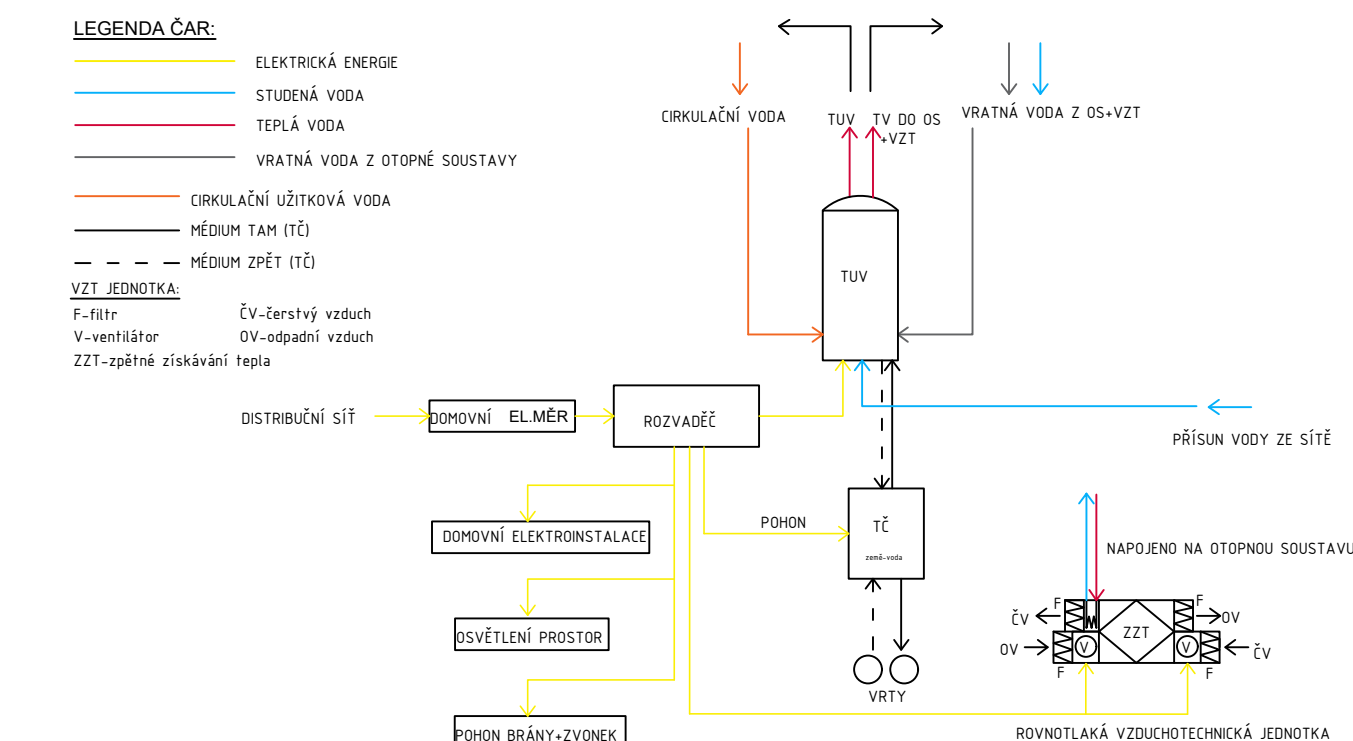 LEGENDA ČAR:
ELEKTRICKÁ ENERGIE
STUDENÁ VODA
TEPLÁ VODA
VRATNÁ VODA Z OTOPNÉ SOUSTAVY
CIRKULAČNÍ UŽITKOVÁ VODA
MÉDIUM TAM (TČ)
MÉDIUM ZPĚT (TČ)
VZT JEDNOTKA:
F-filtr ČV-čerstvý vzduch
V-ventilátor OV-odpadní vzduch
ZZT-zpětné získávání tepla
CIRKULAČNÍ VODA
TUV
TV DO OS
+VZT
VRATNÁ VODA Z OS+VZT
TUV
DISTRIBUČNÍ SÍŤ
DOMOVNÍ EL.MĚR
ROZVADĚČ
PŘÍSUN VODY ZE SÍTĚ
DOMOVNÍ ELEKTROINSTALACE
POHON
TČ
země-voda
NAPOJENO NA OTOPNOU SOUSTAVU
OSVĚTLENÍ PROSTOR
VRTY
POHON BRÁNY+ZVONEK
ČV
F
F
OV
ZZT
OV
V
V
ČV
F
F
ROVNOTLAKÁ VZDUCHOTECHNICKÁ JEDNOTKA